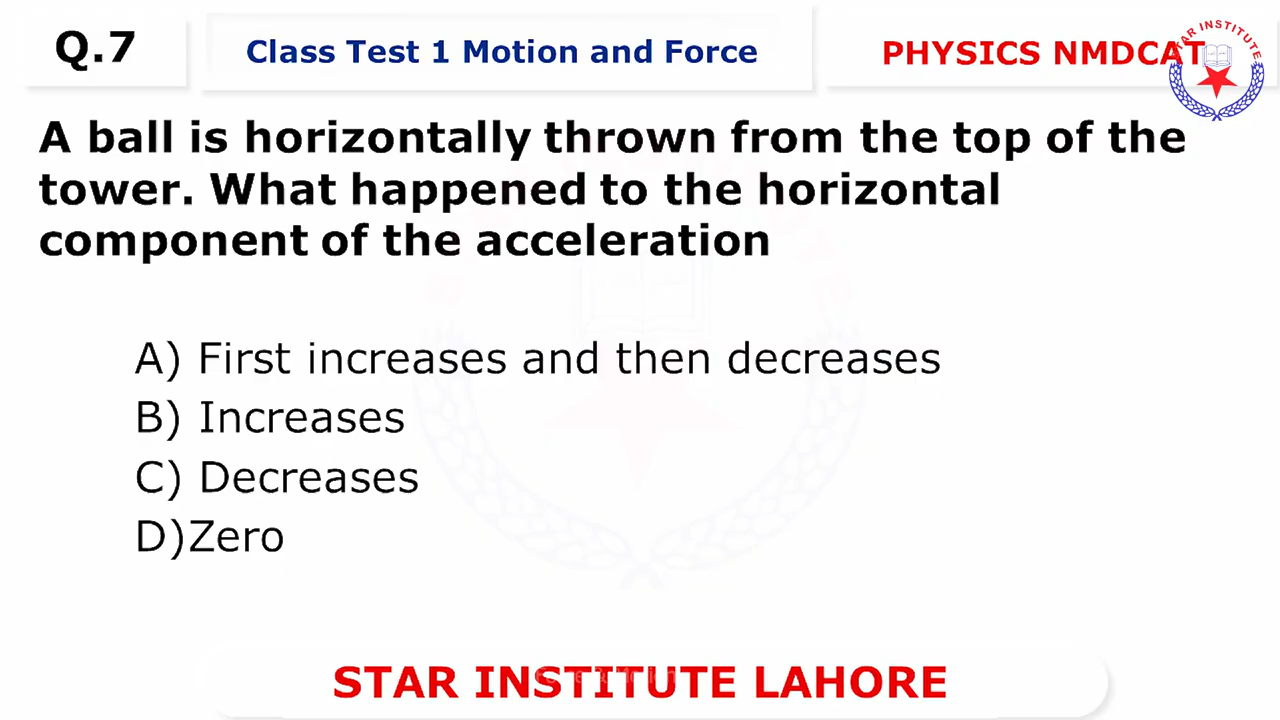 Q.7
Class Test 1 Motion and Force
PHYSICS NMDCAT
STAR INSTITUTE
A ball is horizontally thrown from the top of the
tower. What happened to the horizontal
component of the acceleration
A) First increases and then decreases
B) Increases
C) Decreases
D)Zero
STAR INSTITUTE LAHORE